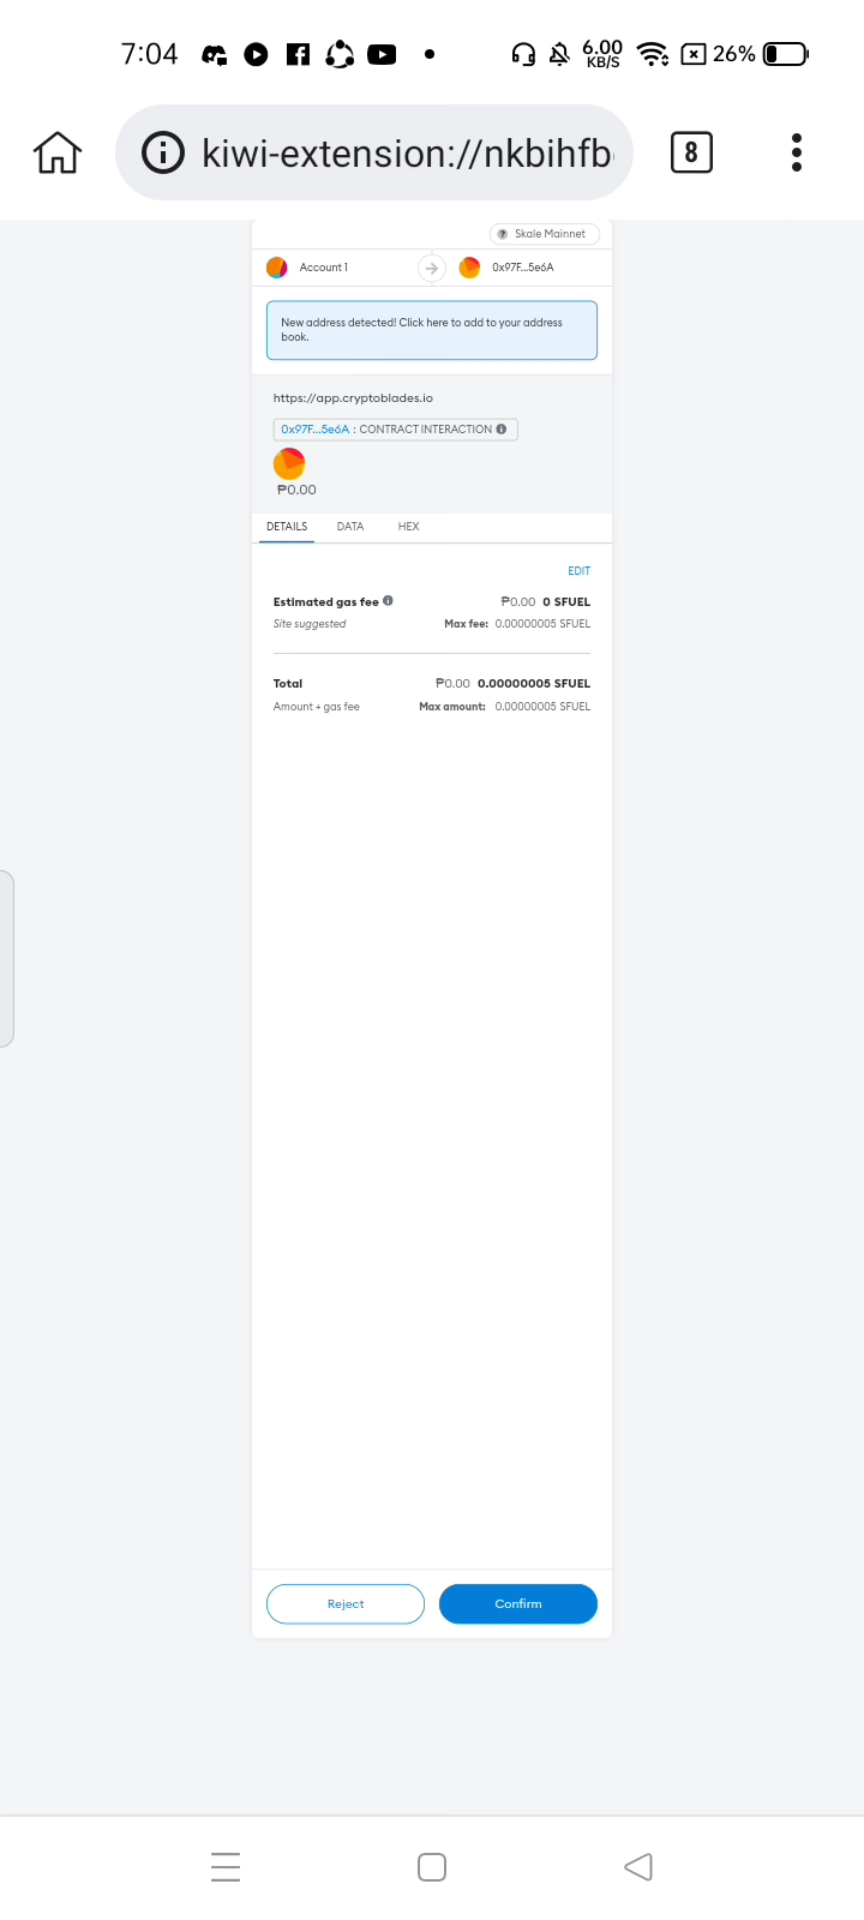 7:04
6.00 KB/S
26%
kiwi-extension://nkbihfb
8
Skale Mainnet
Account 1
0x97F...5e6A
New address detected! Click here to add to your address
book.
https://app.cryptoblades.io
0x97F...5e6A : CONTRACT INTERACTION
₱0.00
DETAILS DATA HEX
EDIT
Estimated gas fee ₱0.00 0 SFUEL
Site suggested Max fee: 0.00000005 SFUEL
Total ₱0.00 0.00000005 SFUEL
Amount + gas fee Max amount: 0.00000005 SFUEL
Reject Confirm